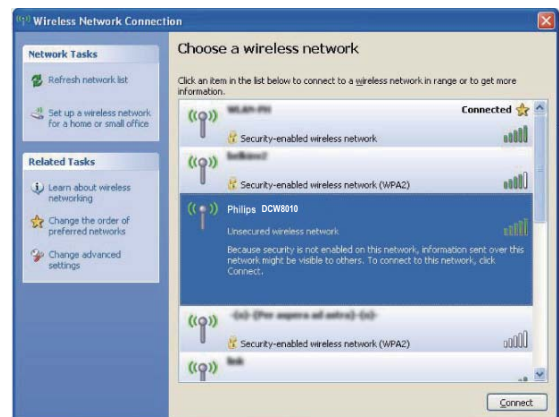 Wireless Network Connection
Network Tasks
Refresh network list
Set up a wireless network
for a home or small office
Related Tasks
Learn about wireless
networking
Change the order of
preferred networks
Change advanced
settings
Choose a wireless network
Click an item in the list below to connect to a wireless network in range or to get more
information.
Connected
Security-enabled wireless network
Security-enabled wireless network (WPA2)
Philips DCW8010
Unsecured wireless network
Because security is not enabled on this network, information sent over this
network might be visible to others. To connect to this network, click
Connect.
Security-enabled wireless network (WPA2)
Connect